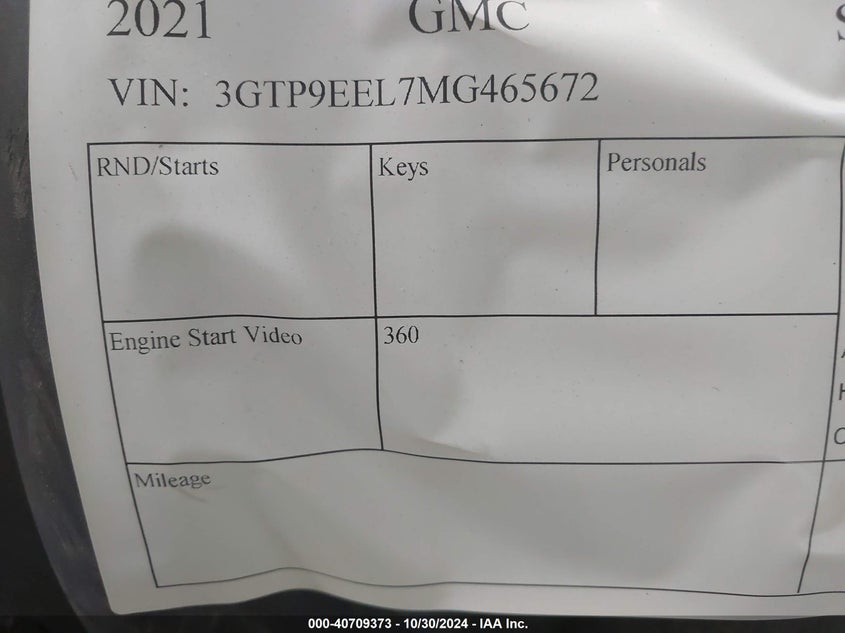 2021 GMC
VIN: 3GTP9EEL7MG465672
RND/Starts Keys Personals
Engine Start Video 360
Mileage
000-40709373 - 10/30/2024 - IAA Inc.